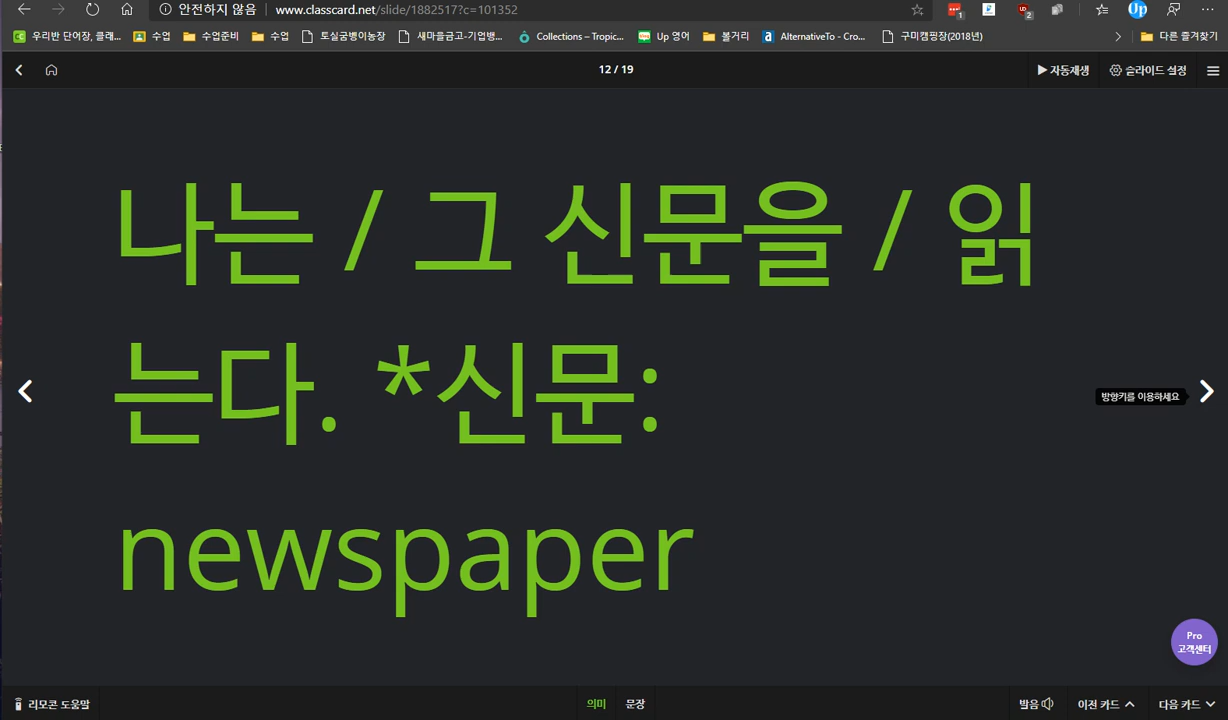 안전하지 않음 www.classcard.net/slide/1882517?c=101352
우리반 단어장, 클래... 수업 수업준비 수업 토실굼벵이농장 새마을금고-기업뱅... Collections – Tropic... Up 영어 볼거리 AlternativeTo - Cro... 구미캠핑장(2018년) 다른 즐겨찾기
12 / 19 자동재생 슬라이드 설정
나는 / 그 신문을 / 읽
는다. *신문:
방향키를 이용하세요
newspaper
Pro
고객센터
리모콘 도움말 의미 문장 발음 이전 카드 다음 카드